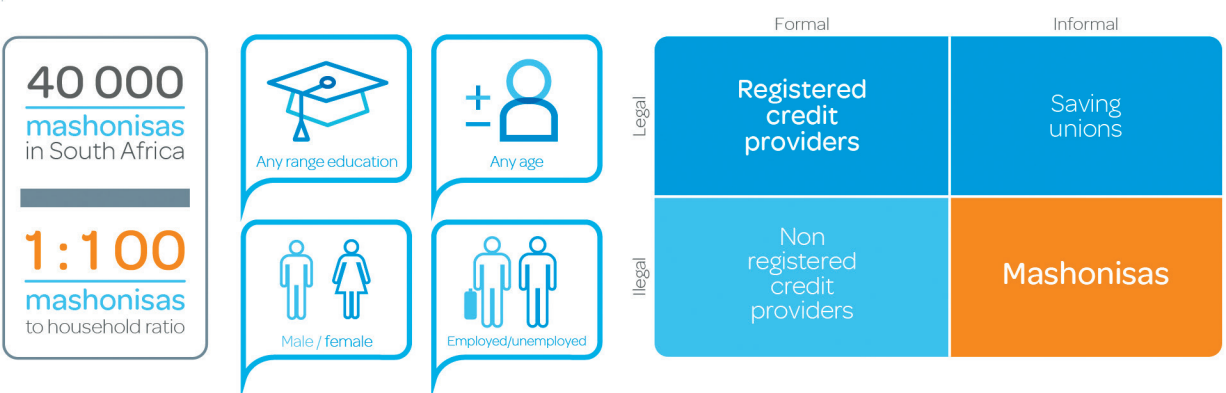 40 000
mashonisas
in South Africa
1:100
mashonisas
to household ratio
Any range education
±
Any age
Male / female
Employed/unemployed
Formal
Informal
Legal
Registered
credit
providers
Saving
unions
Ilegal
Non
registered
credit
providers
Mashonisas